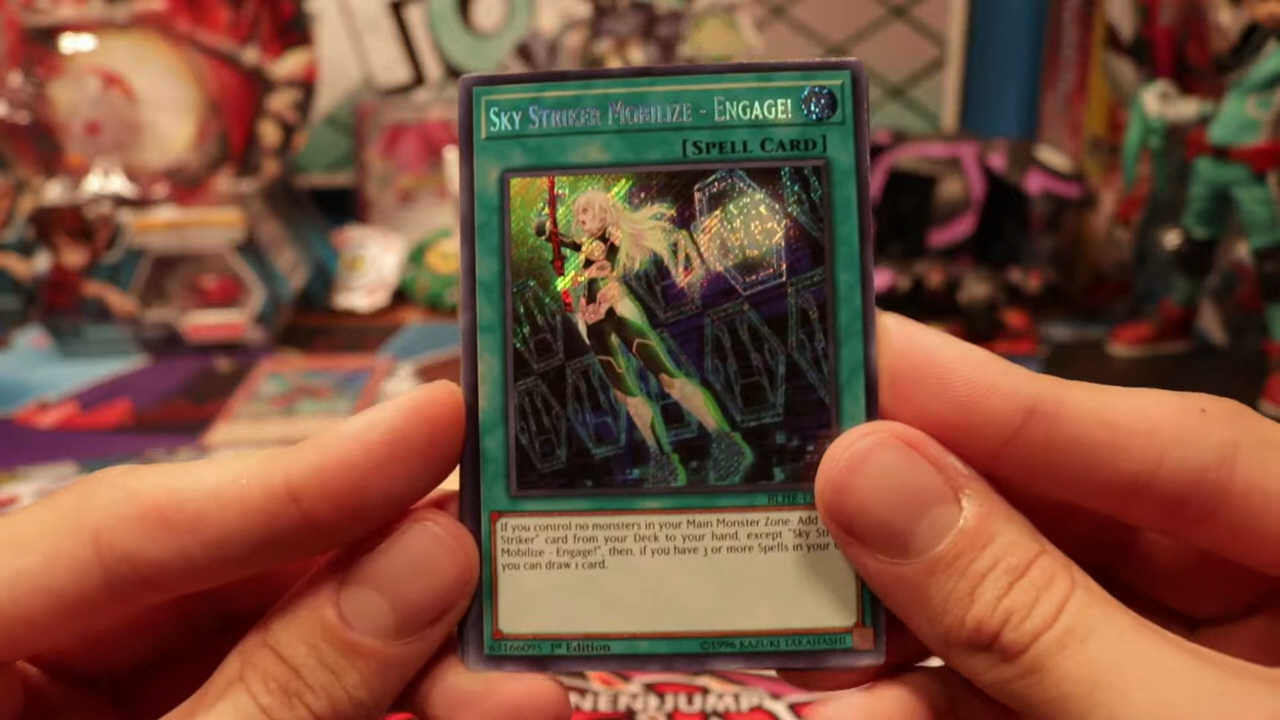 SKY STRIKER MOBILIZE - ENGAGE!
[SPELL CARD]
BLHR-
If you control no monsters in your Main Monster Zone: Add
Striker" card from your Deck to your hand, except "Sky
Mobilize - Engage!", then, if you have 3 or more Spells in your
you can draw 1 card.
63166095 1st Edition
©1996 KAZUKI TAKAHASHI
JUMP